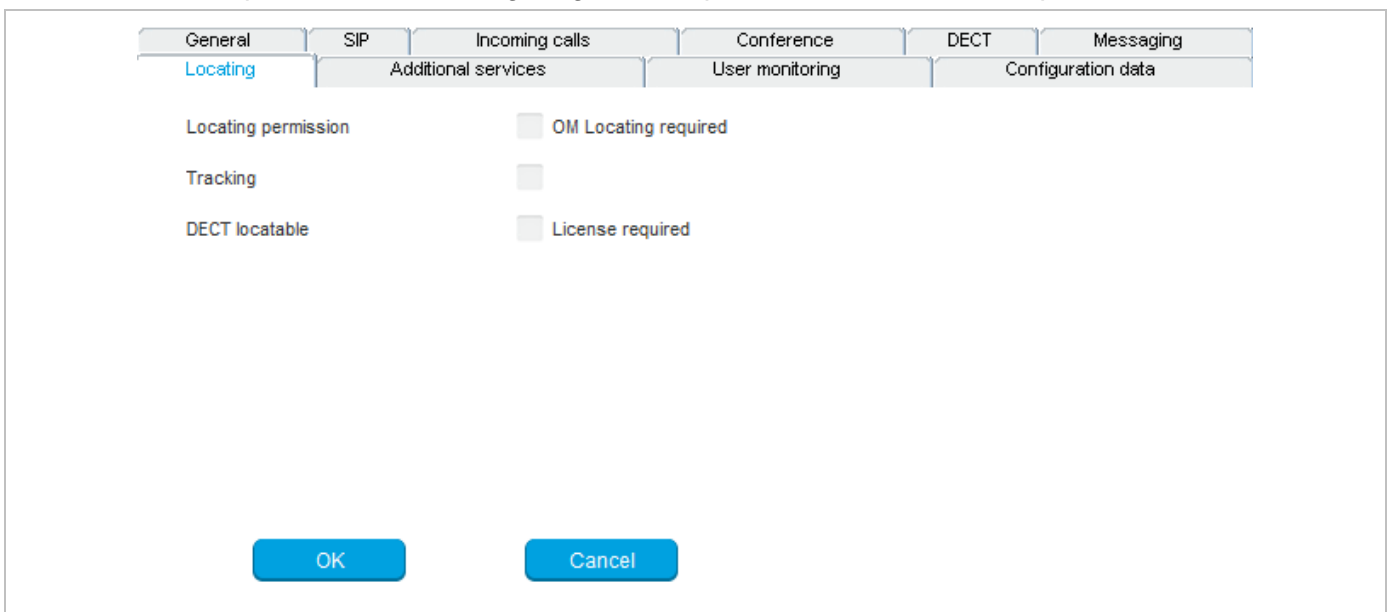 General SIP Incoming calls Conference DECT Messaging
Locating Additional services User monitoring Configuration data
Locating permission OM Locating required
Tracking
DECT locatable License required
OK Cancel